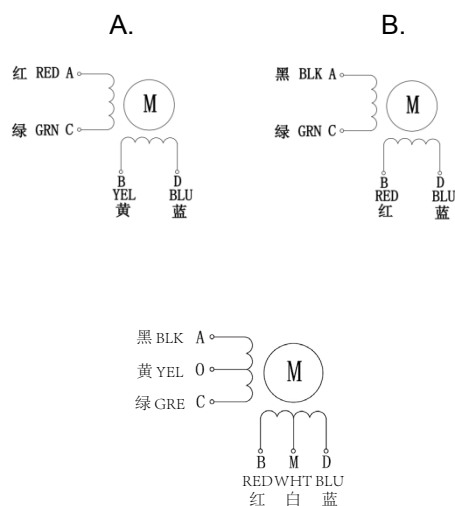 A. B.
红 RED A
M
绿 GRN C
B D
YEL BLU
黄 蓝
黑 BLK A
M
绿 GRN C
B D
RED BLU
红 蓝
黑 BLK A
黄 YEL O
M
绿 GRE C
B M D
RED WHT BLU
红 白 蓝